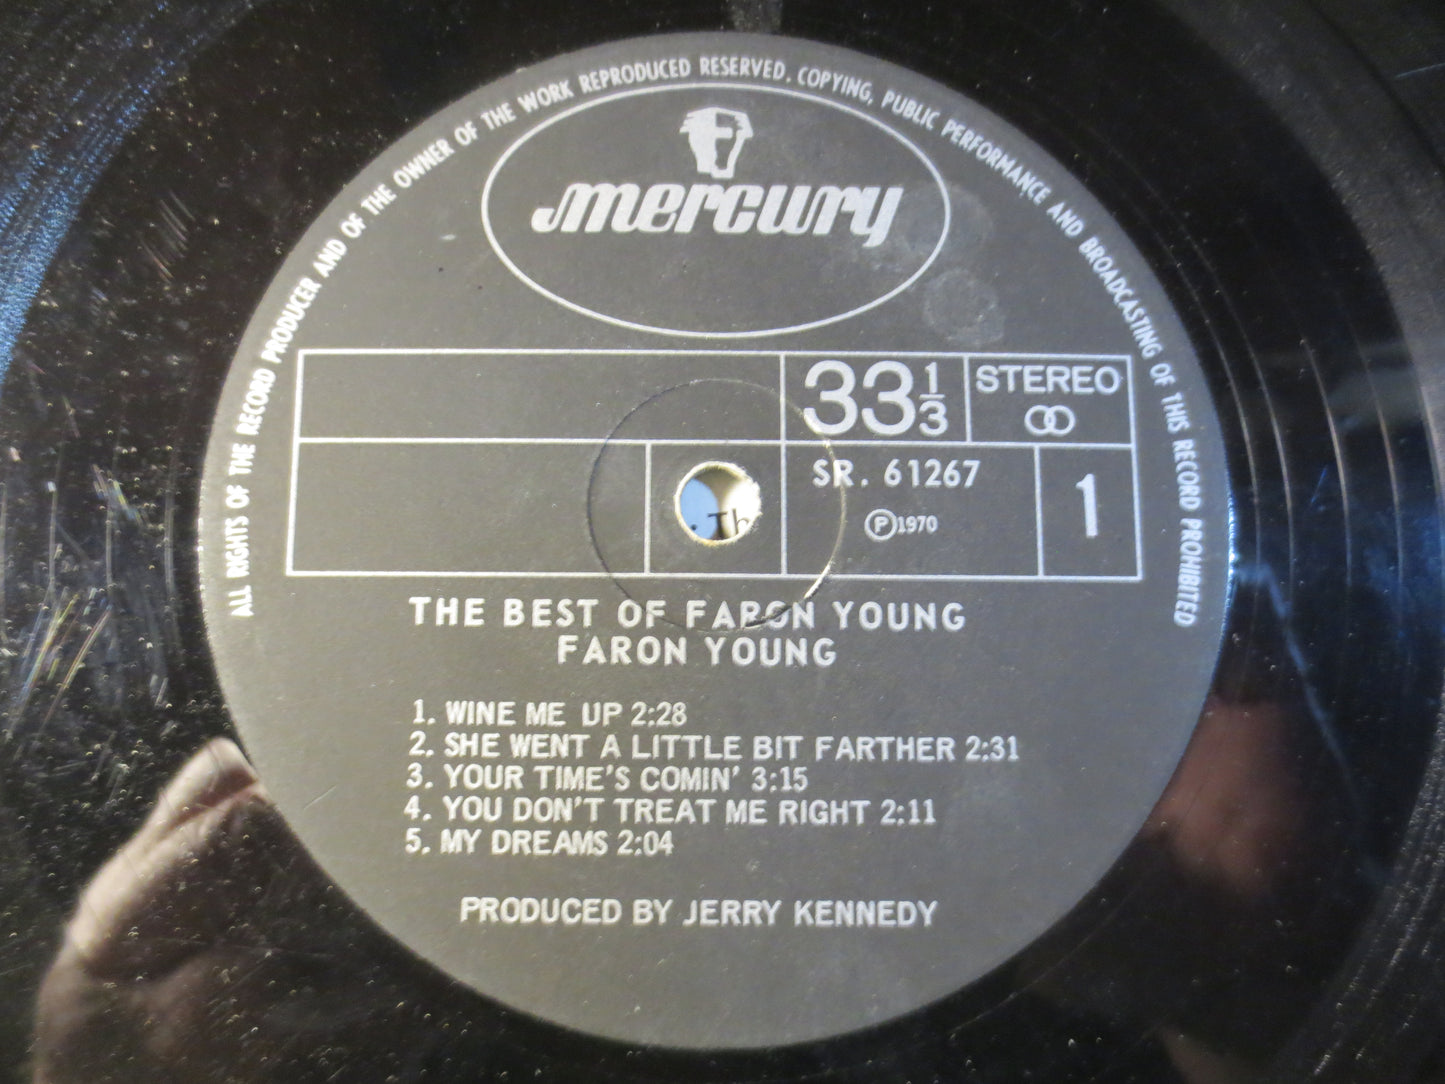 ALL RIGHTS OF THE RECORD PRODUCER AND OF THE OWNER OF THE WORK REPRODUCED RESERVED. COPYING, PUBLIC PERFORMANCE AND BROADCASTING OF THIS RECORD PROHIBITED
mercury
33 1/3
STEREO
SR. 61267
℗1970
1
. Th
THE BEST OF FARON YOUNG
FARON YOUNG
1. WINE ME UP 2:28
2. SHE WENT A LITTLE BIT FARTHER 2:31
3. YOUR TIME'S COMIN' 3:15
4. YOU DON'T TREAT ME RIGHT 2:11
5. MY DREAMS 2:04
PRODUCED BY JERRY KENNEDY